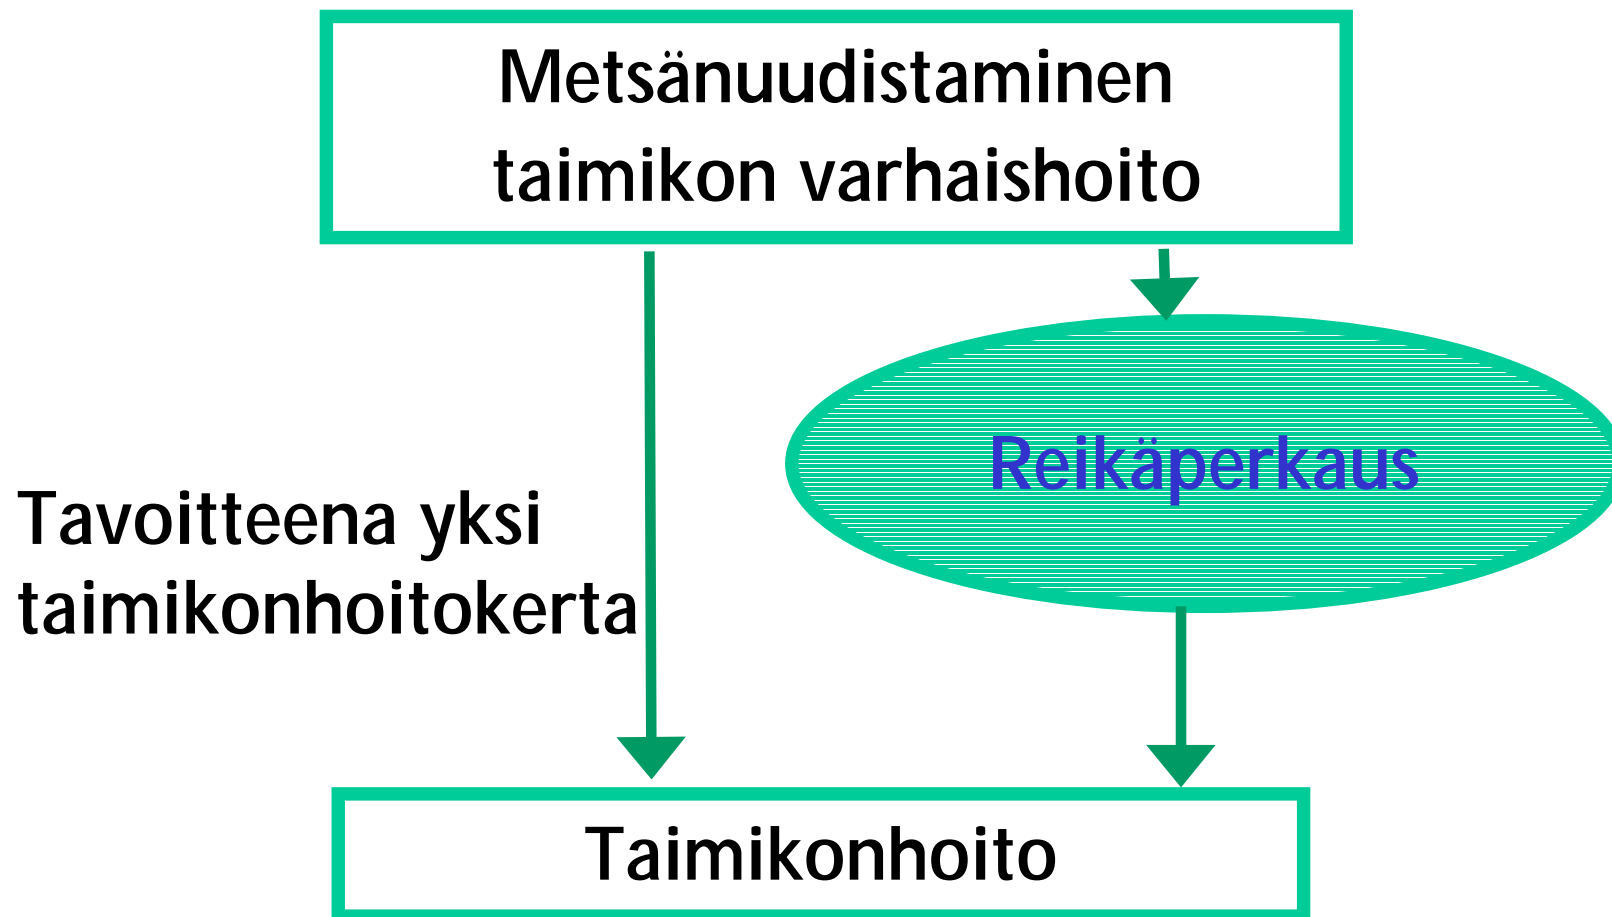 Metsänuudistaminen
taimikon varhaishoito
Reikäperkaus
Tavoitteena yksi
taimikonhoitokerta
Taimikonhoito